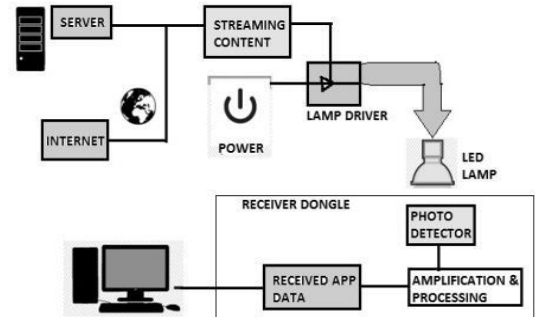 SERVER
STREAMING
CONTENT
LAMP DRIVER
POWER
INTERNET
LED
LAMP
RECEIVER DONGLE
PHOTO
DETECTOR
RECEIVED APP
DATA
AMPLIFICATION &
PROCESSING